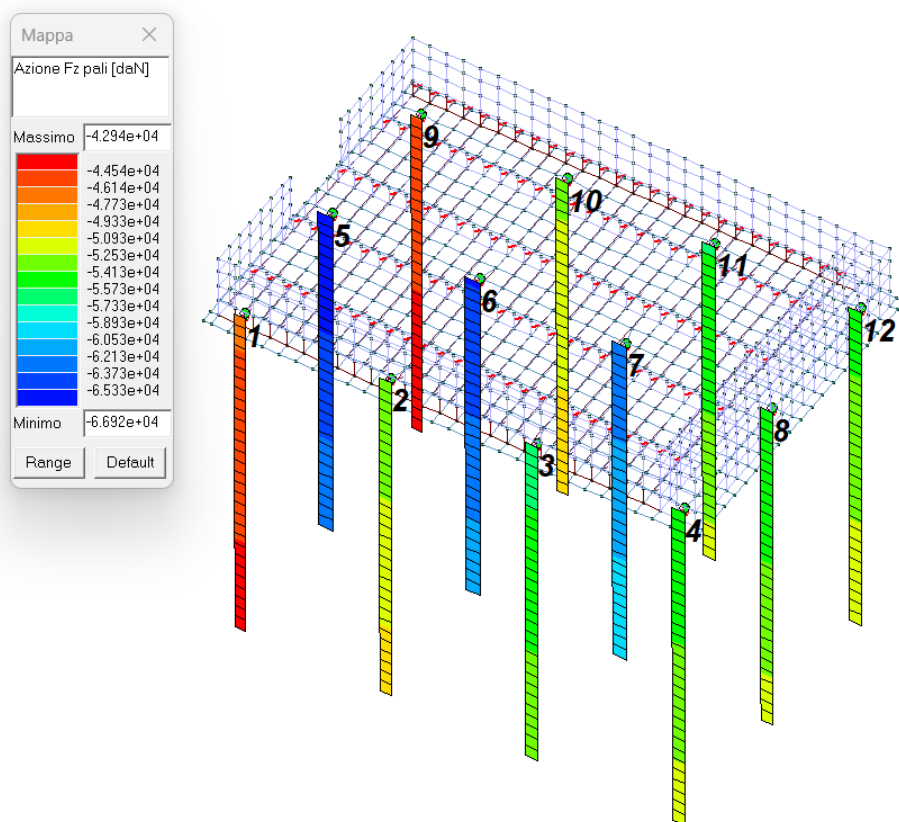 Mappa
Azione Fz pali [daN]
Massimo -4.294e+04
-4.454e+04
-4.614e+04
-4.773e+04
-4.933e+04
-5.093e+04
-5.253e+04
-5.413e+04
-5.573e+04
-5.733e+04
-5.893e+04
-6.053e+04
-6.213e+04
-6.373e+04
-6.533e+04
Minimo -6.692e+04
Range Default
9
10
5
11
6
12
1
7
2
8
3
4